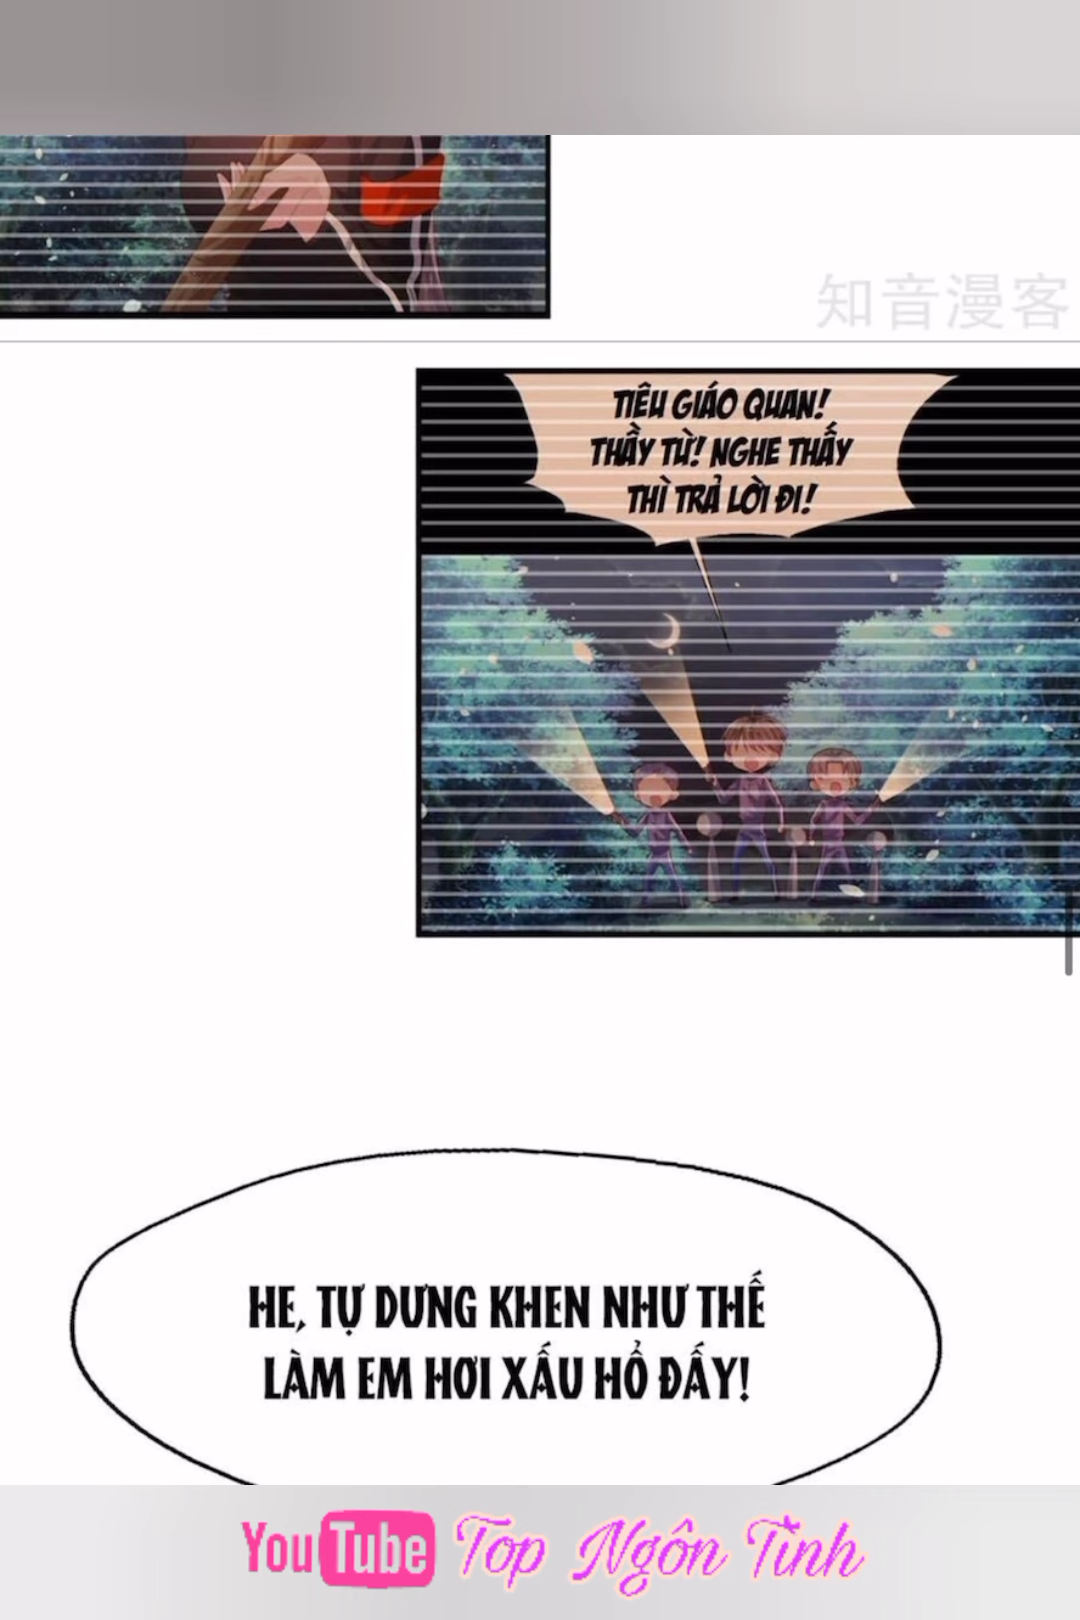 知音漫客
TIÊU GIÁO QUAN!
THẦY TỪ! NGHE THẤY
THÌ TRẢ LỜI ĐI!
HE, TỰ DƯNG KHEN NHƯ THẾ
LÀM EM HƠI XẤU HỔ ĐẤY!
YouTube Top Ngôn Tình